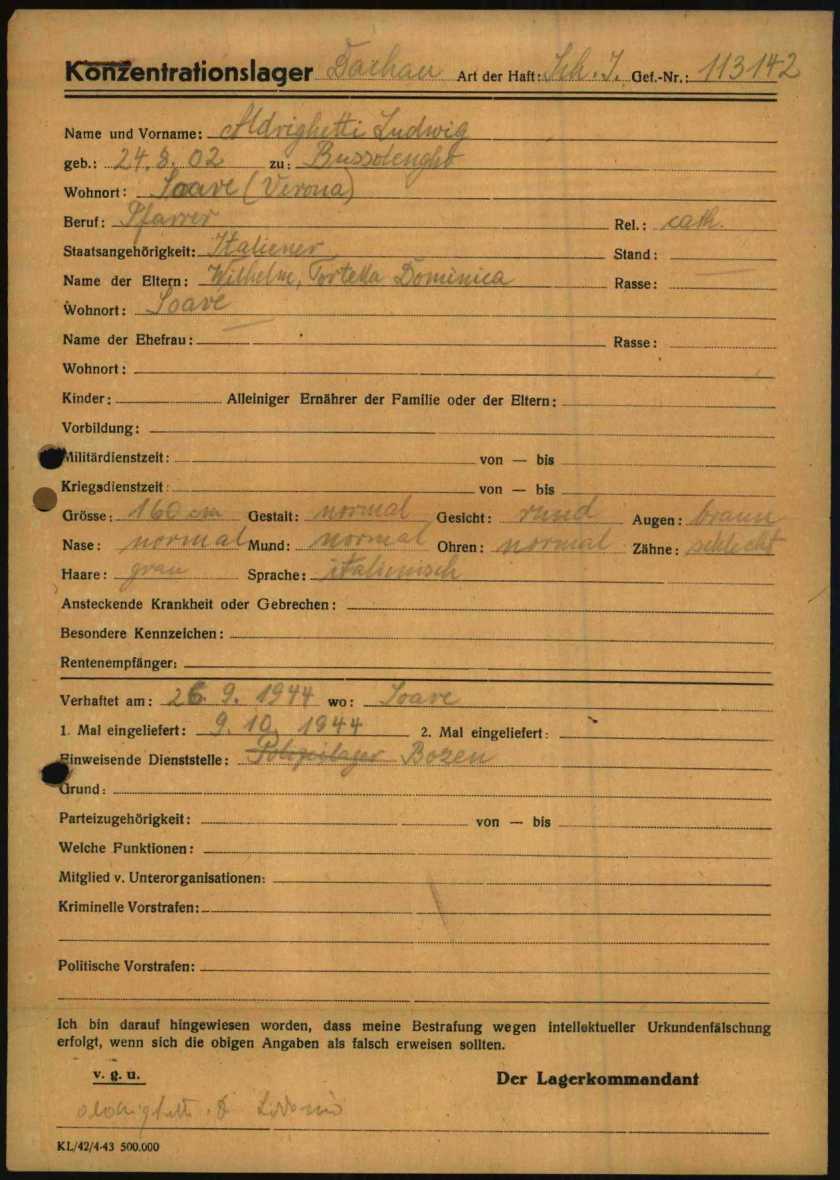 Konzentrationslager Dachau Art der Haft: Sch. I. Gef.-Nr.: 113142
Name und Vorname: Aldrighetti Ludwig
geb.: 24.8.02 zu: Bussolengho
Wohnort: Soave (Verona)
Beruf: Pfarrer Rel.: cath.
Staatsangehörigkeit: Italiener Stand:
Name der Eltern: Wilhelm, Tortella Dominica Rasse:
Wohnort: Soave
Name der Ehefrau: Rasse:
Wohnort:
Kinder: Alleiniger Ernährer der Familie oder der Eltern:
Vorbildung:
Militärdienstzeit: von — bis
Kriegsdienstzeit: von — bis
Grösse: 160 cm Gestalt: normal Gesicht: rund Augen: braun
Nase: normal Mund: normal Ohren: normal Zähne: schlecht
Haare: grau Sprache: italienisch
Ansteckende Krankheit oder Gebrechen:
Besondere Kennzeichen:
Rentenempfänger:
Verhaftet am: 26. 9. 1944 wo: Soave
1. Mal eingeliefert: 9. 10. 1944 2. Mal eingeliefert:
Einweisende Dienststelle: Polizeilager Bozen
Grund:
Parteizugehörigkeit: von — bis
Welche Funktionen:
Mitglied v. Unterorganisationen:
Kriminelle Vorstrafen:
Politische Vorstrafen:
Ich bin darauf hingewiesen worden, dass meine Bestrafung wegen intellektueller Urkundenfälschung
erfolgt, wenn sich die obigen Angaben als falsch erweisen sollten.
v. g. u. Der Lagerkommandant
KL/42/4-43 500.000